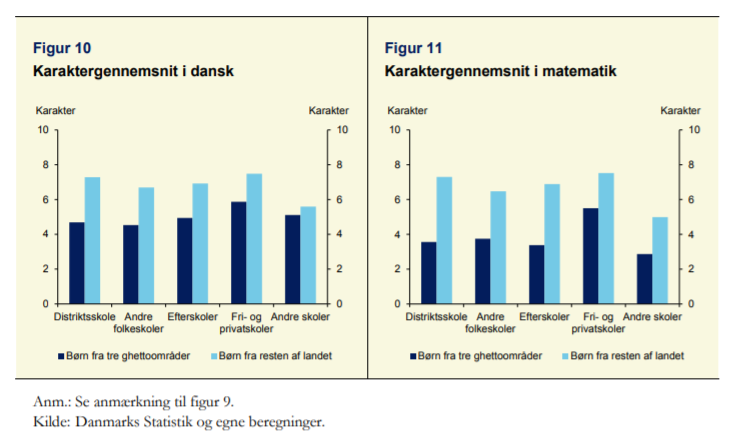 Figur 10
Karaktergennemsnit i dansk
Karakter Karakter
10 10
8 8
6 6
4 4
2 2
0 0
Distriktsskole Andre Efterskoler Fri- og Andre skoler
folkeskoler privatskoler
Børn fra tre ghettoområder Børn fra resten af landet
Figur 11
Karaktergennemsnit i matematik
Karakter Karakter
10 10
8 8
6 6
4 4
2 2
0 0
Distriktsskole Andre Efterskoler Fri- og Andre skoler
folkeskoler privatskoler
Børn fra tre ghettoområder Børn fra resten af landet
Anm.: Se anmærkning til figur 9.
Kilde: Danmarks Statistik og egne beregninger.